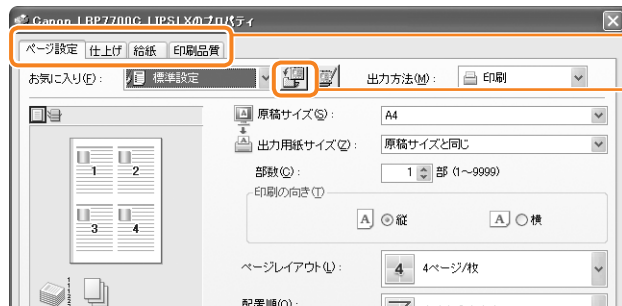 Canon LBP7700C LIPSLXのプロパティ
ページ設定 仕上げ 給紙 印刷品質
お気に入り(F): 標準設定 出力方法(M): 印刷
原稿サイズ(S): A4
出力用紙サイズ(Z): 原稿サイズと同じ
1 2
部数(C): 1 部 (1～9999)
印刷の向き(T)
3 4
A 縦 A 横
ページレイアウト(L): 4 4ページ/枚
配置順(O):